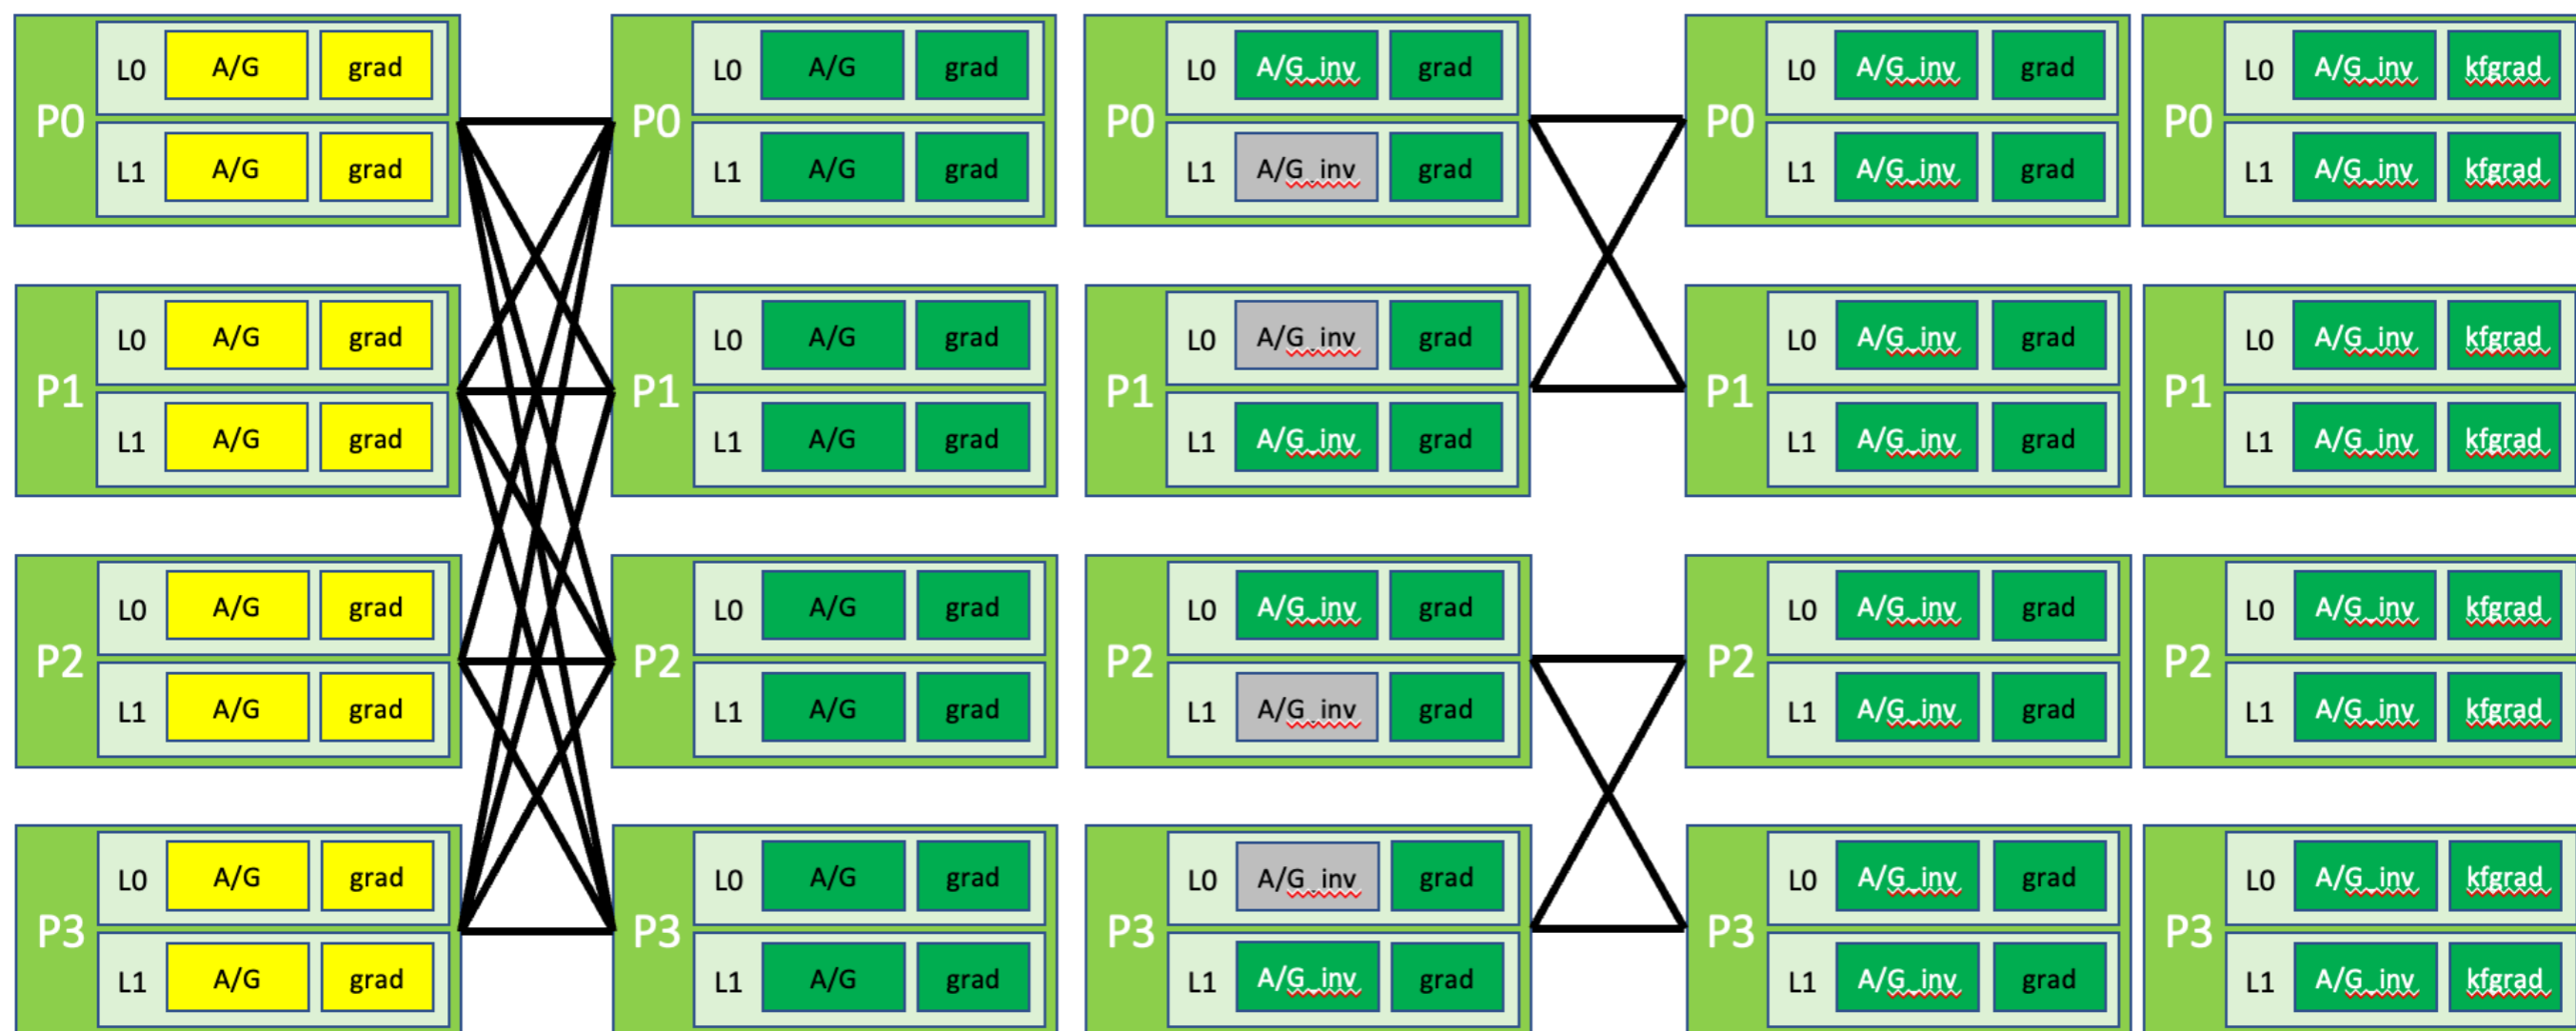 L0 A/G grad L0 A/G grad L0 A/G_inv grad L0 A/G_inv grad L0 A/G_inv kfgrad
P0 P0 P0 P0 P0
L1 A/G grad L1 A/G grad L1 A/G_inv grad L1 A/G_inv grad L1 A/G_inv kfgrad
L0 A/G grad L0 A/G grad L0 A/G_inv grad L0 A/G_inv grad L0 A/G_inv kfgrad
P1 P1 P1 P1 P1
L1 A/G grad L1 A/G grad L1 A/G_inv grad L1 A/G_inv grad L1 A/G_inv kfgrad
L0 A/G grad L0 A/G grad L0 A/G_inv grad L0 A/G_inv grad L0 A/G_inv kfgrad
P2 P2 P2 P2 P2
L1 A/G grad L1 A/G grad L1 A/G_inv grad L1 A/G_inv grad L1 A/G_inv kfgrad
L0 A/G grad L0 A/G grad L0 A/G_inv grad L0 A/G_inv grad L0 A/G_inv kfgrad
P3 P3 P3 P3 P3
L1 A/G grad L1 A/G grad L1 A/G_inv grad L1 A/G_inv grad L1 A/G_inv kfgrad